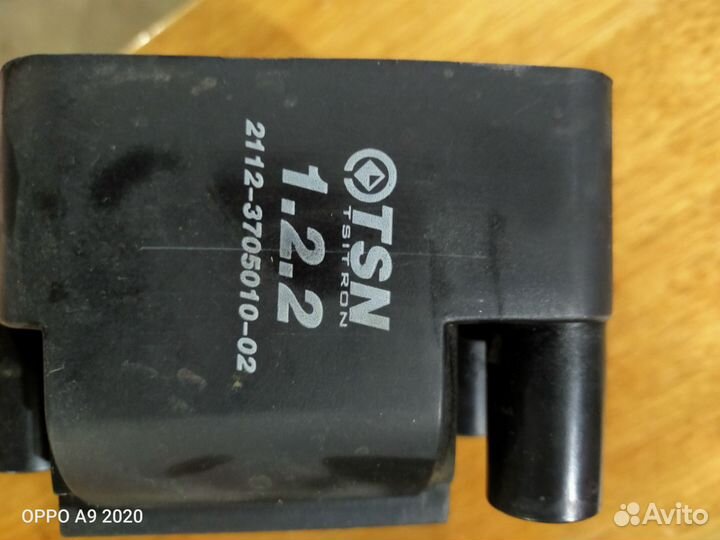 TSN
TSITRON
1.2.2
2112-3705010-02
OPPO A9 2020
Avito